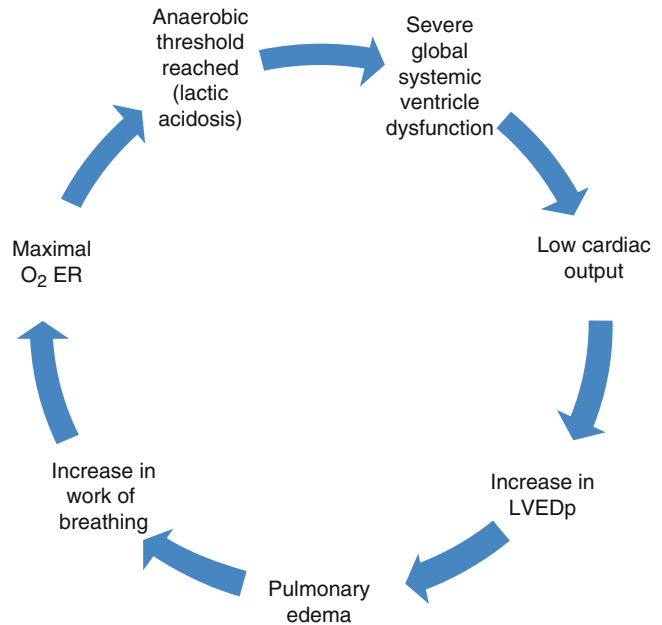 Anaerobic
threshold
reached
(lactic
acidosis)
Severe
global
systemic
ventricle
dysfunction
Low cardiac
output
Increase in
LVEDp
Pulmonary
edema
Increase in
work of
breathing
Maximal
O₂ ER